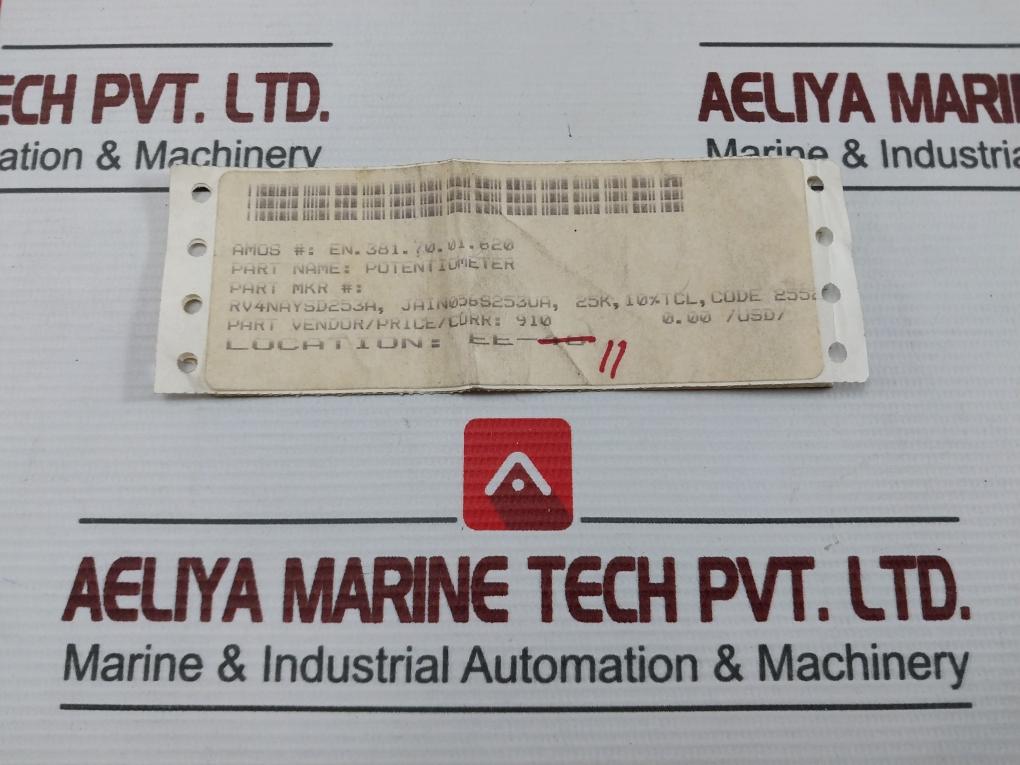 ECH PVT. LTD.
ation & Machinery
AELIYA MARI
Marine & Industria
AMOS #: EN.381.70.01.620
PART NAME: POTENTIOMETER
PART MKR #:
RV4NAYSD253A, JAIN056S253UA, 25K,10%TCL,CODE 2552
PART VENDOR/PRICE/CURR: 910 0.00 /USD/
LOCATION: EE-
11
AELIYA MARINE TECH PVT. LTD.
Marine & Industrial Automation & Machinery